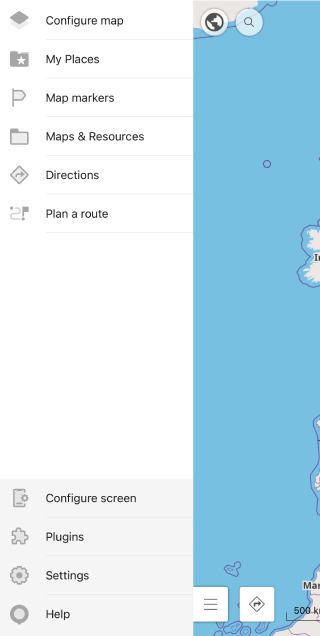 Configure map
My Places
Map markers
Maps & Resources
Directions
Plan a route
Configure screen
Plugins
Settings
Help
500 k